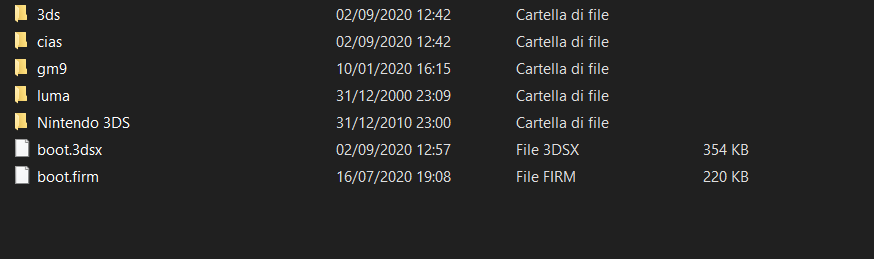 3ds 02/09/2020 12:42 Cartella di file
cias 02/09/2020 12:42 Cartella di file
gm9 10/01/2020 16:15 Cartella di file
luma 31/12/2000 23:09 Cartella di file
Nintendo 3DS 31/12/2010 23:00 Cartella di file
boot.3dsx 02/09/2020 12:57 File 3DSX 354 KB
boot.firm 16/07/2020 19:08 File FIRM 220 KB